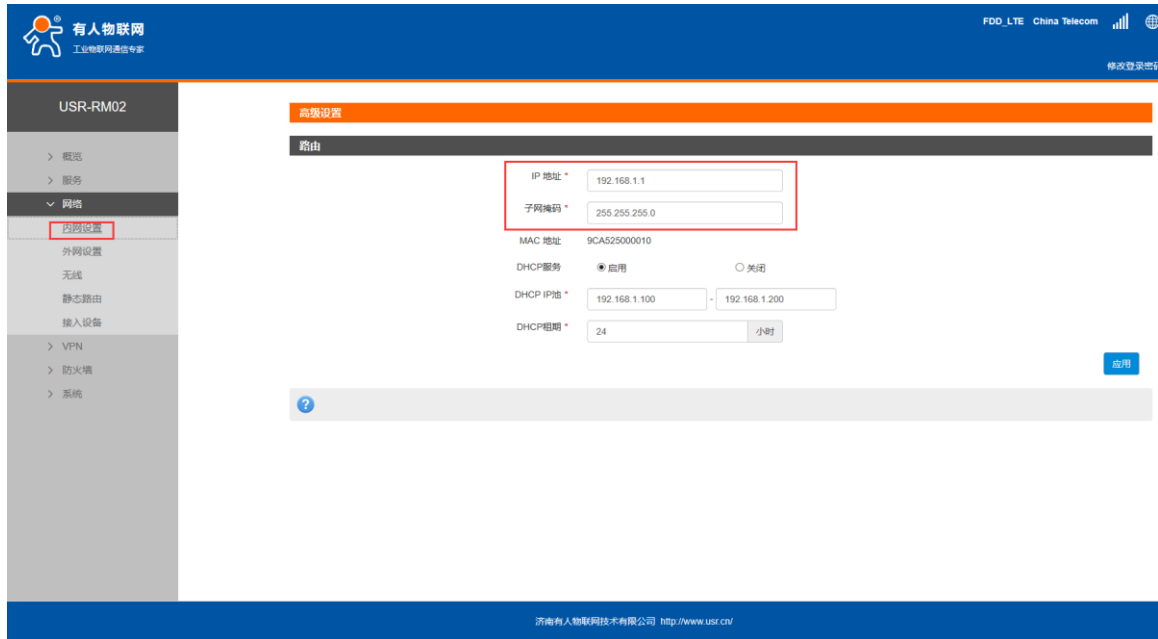 有人物联网
工业物联网通信专家
FDD_LTE China Telecom
修改登录密码
USR-RM02
概览
服务
网络
内网设置
外网设置
无线
静态路由
接入设备
VPN
防火墙
系统
高级设置
路由
IP 地址 * 192.168.1.1
子网掩码 * 255.255.255.0
MAC 地址 9CA525000010
DHCP服务 启用 关闭
DHCP IP池 * 192.168.1.100 - 192.168.1.200
DHCP租期 * 24 小时
应用
济南有人物联网技术有限公司 http://www.usr.cn/